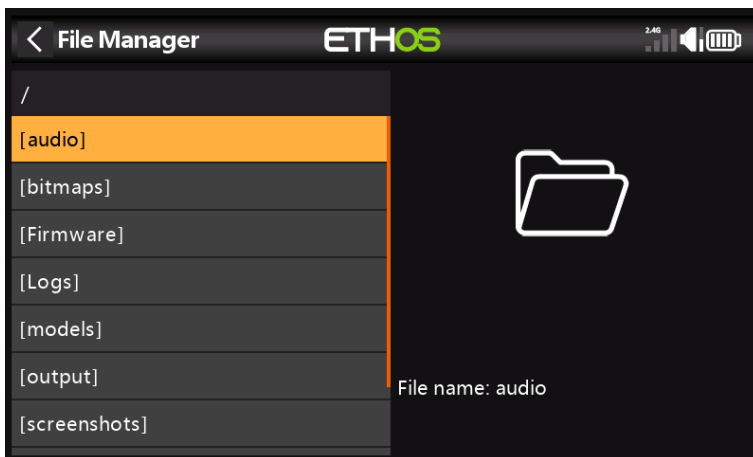 File Manager
ETHOS
2.4G
/
[audio]
[bitmaps]
[Firmware]
[Logs]
[models]
[output]
[screenshots]
File name: audio